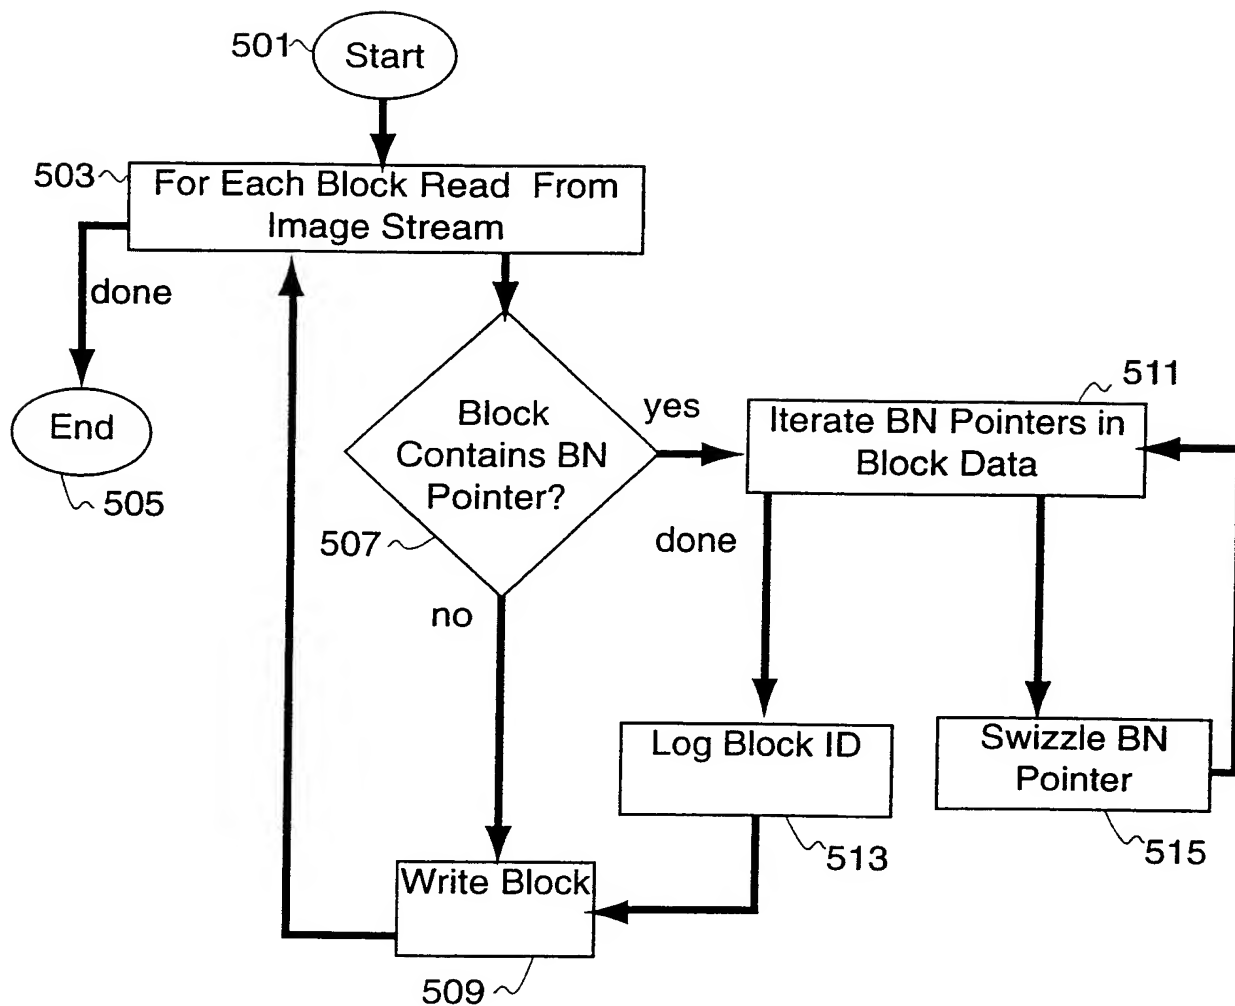 501
Start
503
For Each Block Read From
Image Stream
done
End
505
Block
Contains BN
Pointer?
507
yes
no
511
Iterate BN Pointers in
Block Data
done
Log Block ID
513
Swizzle BN
Pointer
515
Write Block
509